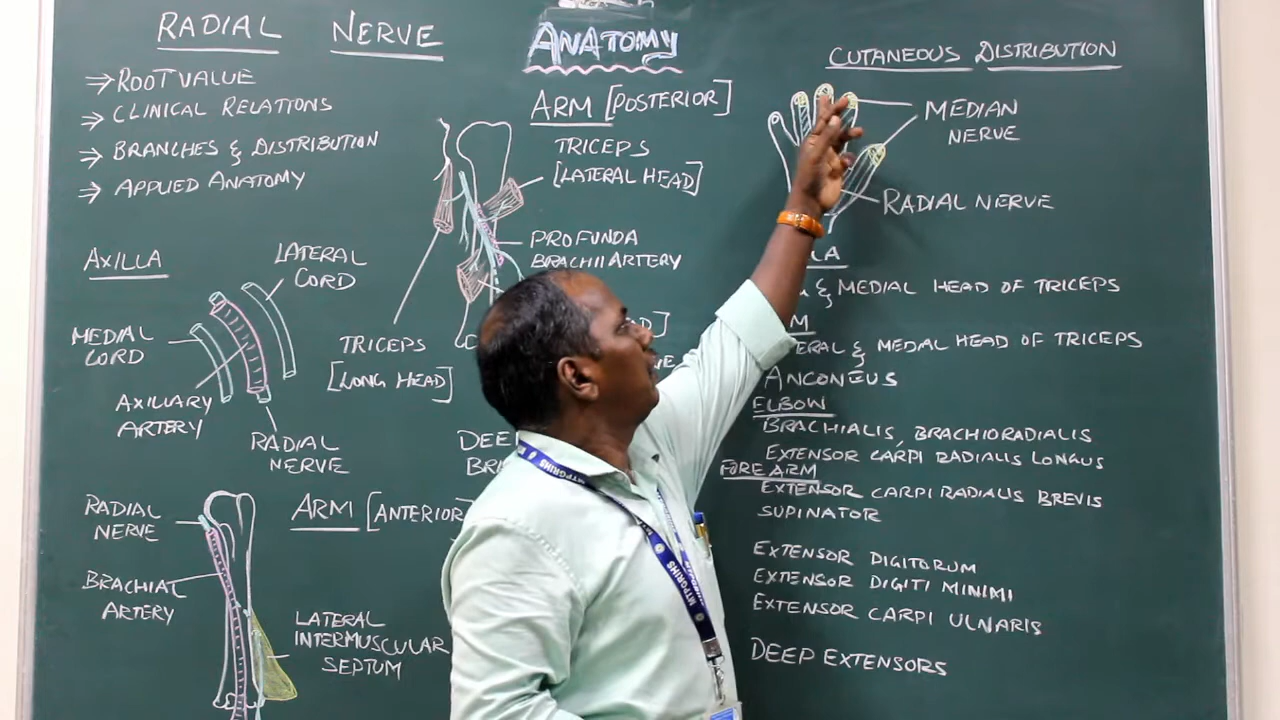 RADIAL NERVE
ANATOMY
⇒ ROOT VALUE
⇒ CLINICAL RELATIONS
⇒ BRANCHES & DISTRIBUTION
⇒ APPLIED ANATOMY
AXILLA
LATERAL
CORD
MEDIAL
CORD
AXILLARY
ARTERY
RADIAL
NERVE
ARM [POSTERIOR]
TRICEPS
[LATERAL HEAD]
PROFUNDA
BRACHII ARTERY
TRICEPS
[LONG HEAD]
ARM [ANTERIOR
RADIAL
NERVE
BRACHIAL
ARTERY
LATERAL
INTERMUSCULAR
SEPTUM
CUTANEOUS DISTRIBUTION
MEDIAN
NERVE
RADIAL NERVE
& MEDIAL HEAD OF TRICEPS
& MEDIAL HEAD OF TRICEPS
ANCONEUS
ELBOW
BRACHIALIS, BRACHIORADIALIS
EXTENSOR CARPI RADIALIS LONGUS
FOREARM
EXTENSOR CARPI RADIALIS BREVIS
SUPINATOR
EXTENSOR DIGITORUM
EXTENSOR DIGITI MINIMI
EXTENSOR CARPI ULNARIS
DEEP EXTENSORS
MTPGRIHS